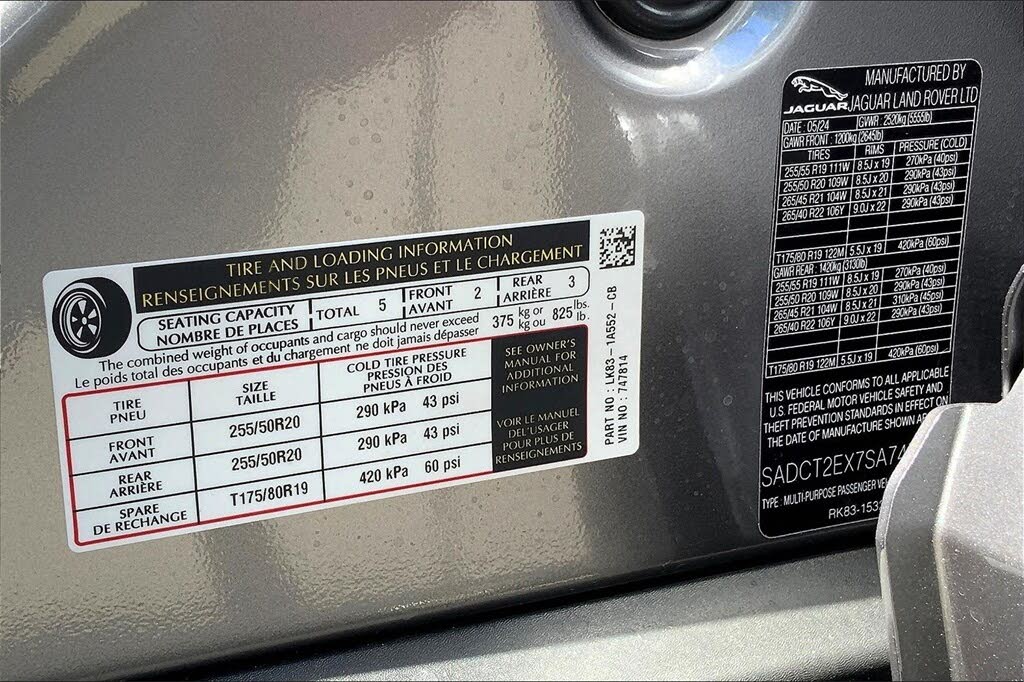 TIRE AND LOADING INFORMATION
RENSEIGNEMENTS SUR LES PNEUS ET LE CHARGEMENT
SEATING CAPACITY
NOMBRE DE PLACES
TOTAL 5
FRONT
AVANT 2
REAR
ARRIÈRE 3
The combined weight of occupants and cargo should never exceed
Le poids total des occupants et du chargement ne doit jamais dépasser
375 kg or
kg ou 825 lbs.
lb.
TIRE
PNEU
SIZE
TAILLE
COLD TIRE PRESSURE
PRESSION DES
PNEUS À FROID
FRONT
AVANT
255/50R20
290 kPa 43 psi
REAR
ARRIÈRE
255/50R20
290 kPa 43 psi
SPARE
DE RECHANGE
T175/80R19
420 kPa 60 psi
SEE OWNER'S
MANUAL FOR
ADDITIONAL
INFORMATION
VOIR LE MANUEL
DE L'USAGER
POUR PLUS DE
RENSEIGNEMENTS
PART NO : LK83-1A552-CB
VIN NO : 747814
JAGUAR
MANUFACTURED BY
JAGUAR LAND ROVER LTD
DATE : 05/24 GVWR : 2520kg (5555lb)
GAWR FRONT : 1200kg (2645lb)
TIRES RIMS PRESSURE (COLD)
255/55 R19 111W 8.5J x 19 270kPa (40psi)
255/50 R20 109W 8.5J x 20 290kPa (43psi)
265/45 R21 104W 8.5J x 21 290kPa (43psi)
265/40 R22 106Y 9.0J x 22 290kPa (43psi)
T175/80 R19 122M 5.5J x 19 420kPa (60psi)
GAWR REAR : 1420kg (3130lb)
255/55 R19 111W 8.5J x 19 270kPa (40psi)
255/50 R20 109W 8.5J x 20 290kPa (43psi)
265/45 R21 104W 8.5J x 21 310kPa (45psi)
265/40 R22 106Y 9.0J x 22 290kPa (43psi)
T175/80 R19 122M 5.5J x 19 420kPa (60psi)
THIS VEHICLE CONFORMS TO ALL APPLICABLE
U.S. FEDERAL MOTOR VEHICLE SAFETY AND
THEFT PREVENTION STANDARDS IN EFFECT ON
THE DATE OF MANUFACTURE SHOWN
SADCT2EX7SA74
TYPE : MULTI-PURPOSE PASSENGER
RK83-153